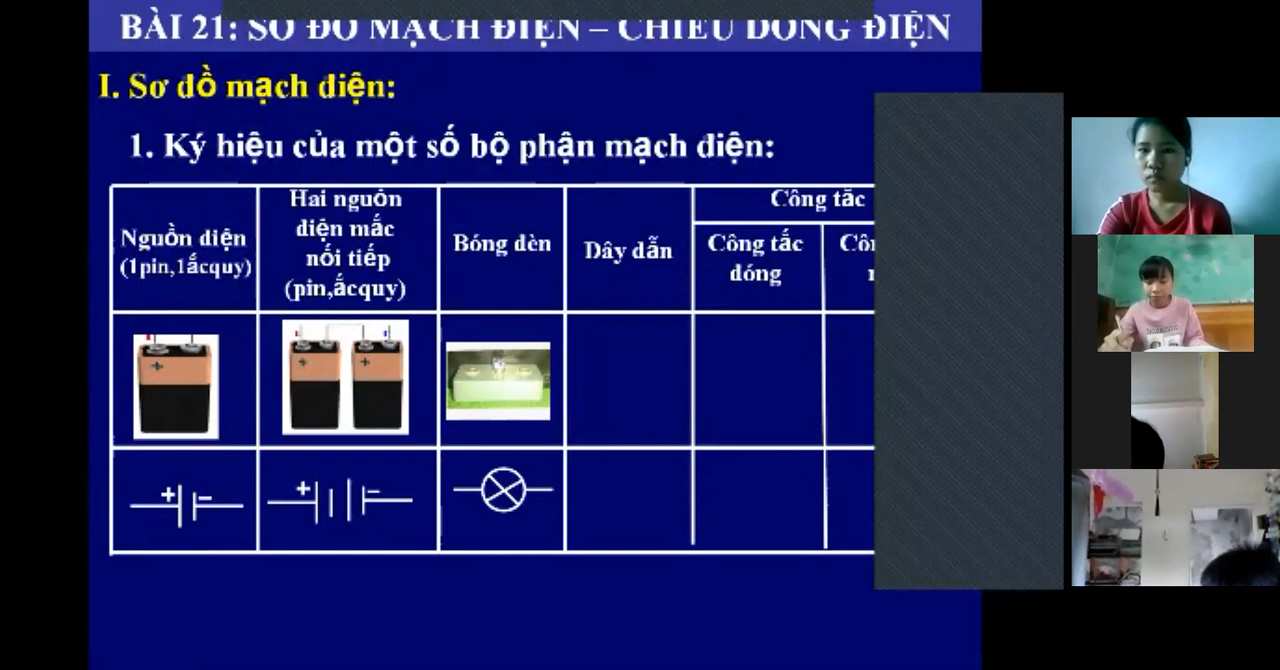 BÀI 21: SƠ ĐỒ MẠCH ĐIỆN – CHIỀU DÒNG ĐIỆN
I. Sơ đồ mạch điện:
1. Ký hiệu của một số bộ phận mạch điện:
Nguồn điện
(1pin,1ắcquy)
Hai nguồn
điện mắc
nối tiếp
(pin,ắcquy)
Bóng đèn
Dây dẫn
Công tắc
Công tắc
đóng
+
+
+
+ –
+ –